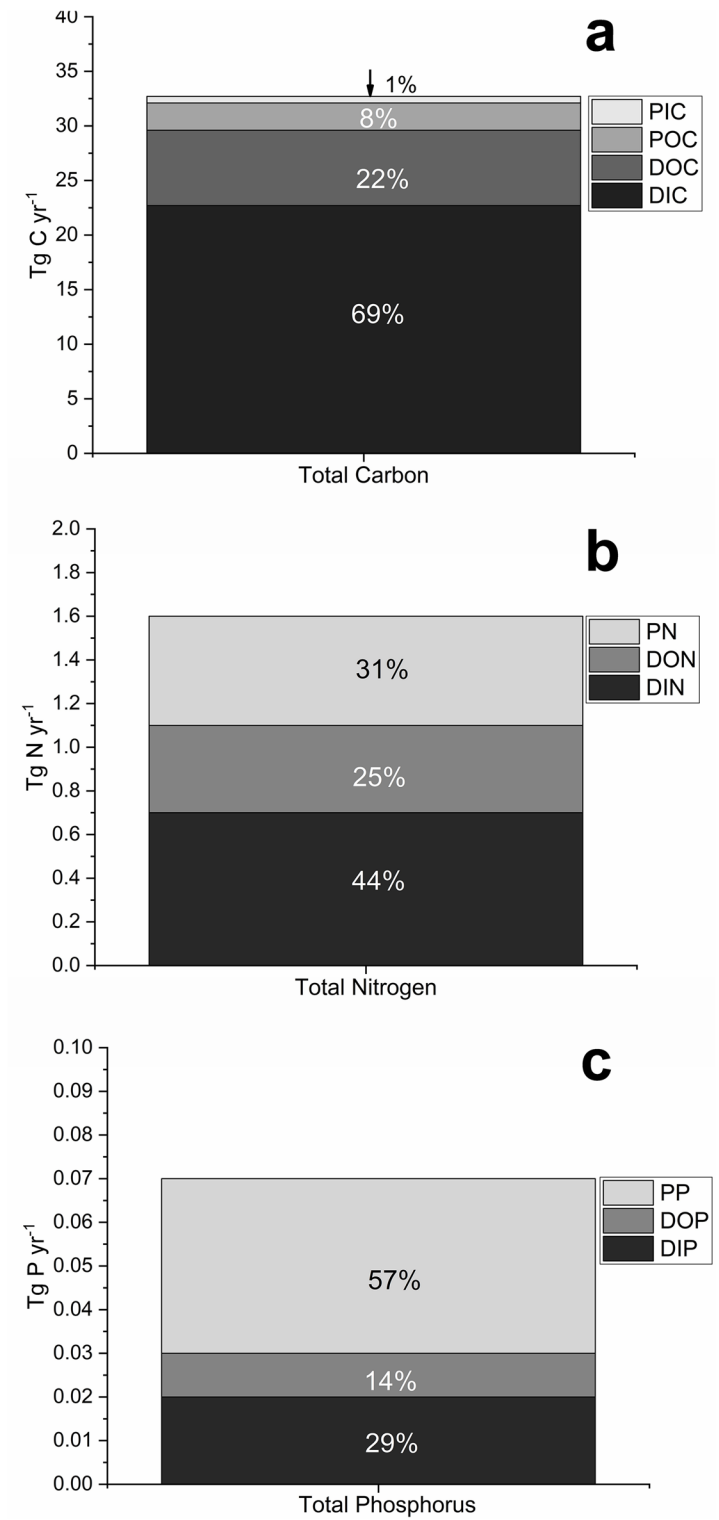 a
40
35
30
25
20
15
10
5
0
Tg C yr-1
1%
8%
22%
69%
PIC
POC
DOC
DIC
Total Carbon
b
2.0
1.8
1.6
1.4
1.2
1.0
0.8
0.6
0.4
0.2
0.0
Tg N yr-1
31%
25%
44%
PN
DON
DIN
Total Nitrogen
c
0.10
0.09
0.08
0.07
0.06
0.05
0.04
0.03
0.02
0.01
0.00
Tg P yr-1
57%
14%
29%
PP
DOP
DIP
Total Phosphorus